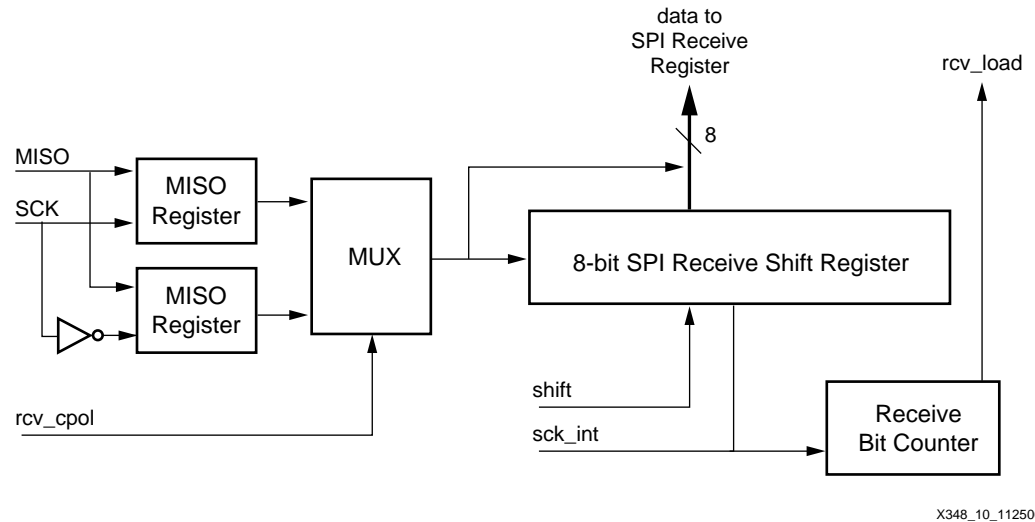 data to
SPI Receive
Register
rcv_load
8
MISO
SCK
MISO
Register
MUX
8-bit SPI Receive Shift Register
MISO
Register
shift
rcv_cpol
sck_int
Receive
Bit Counter
X348_10_11250